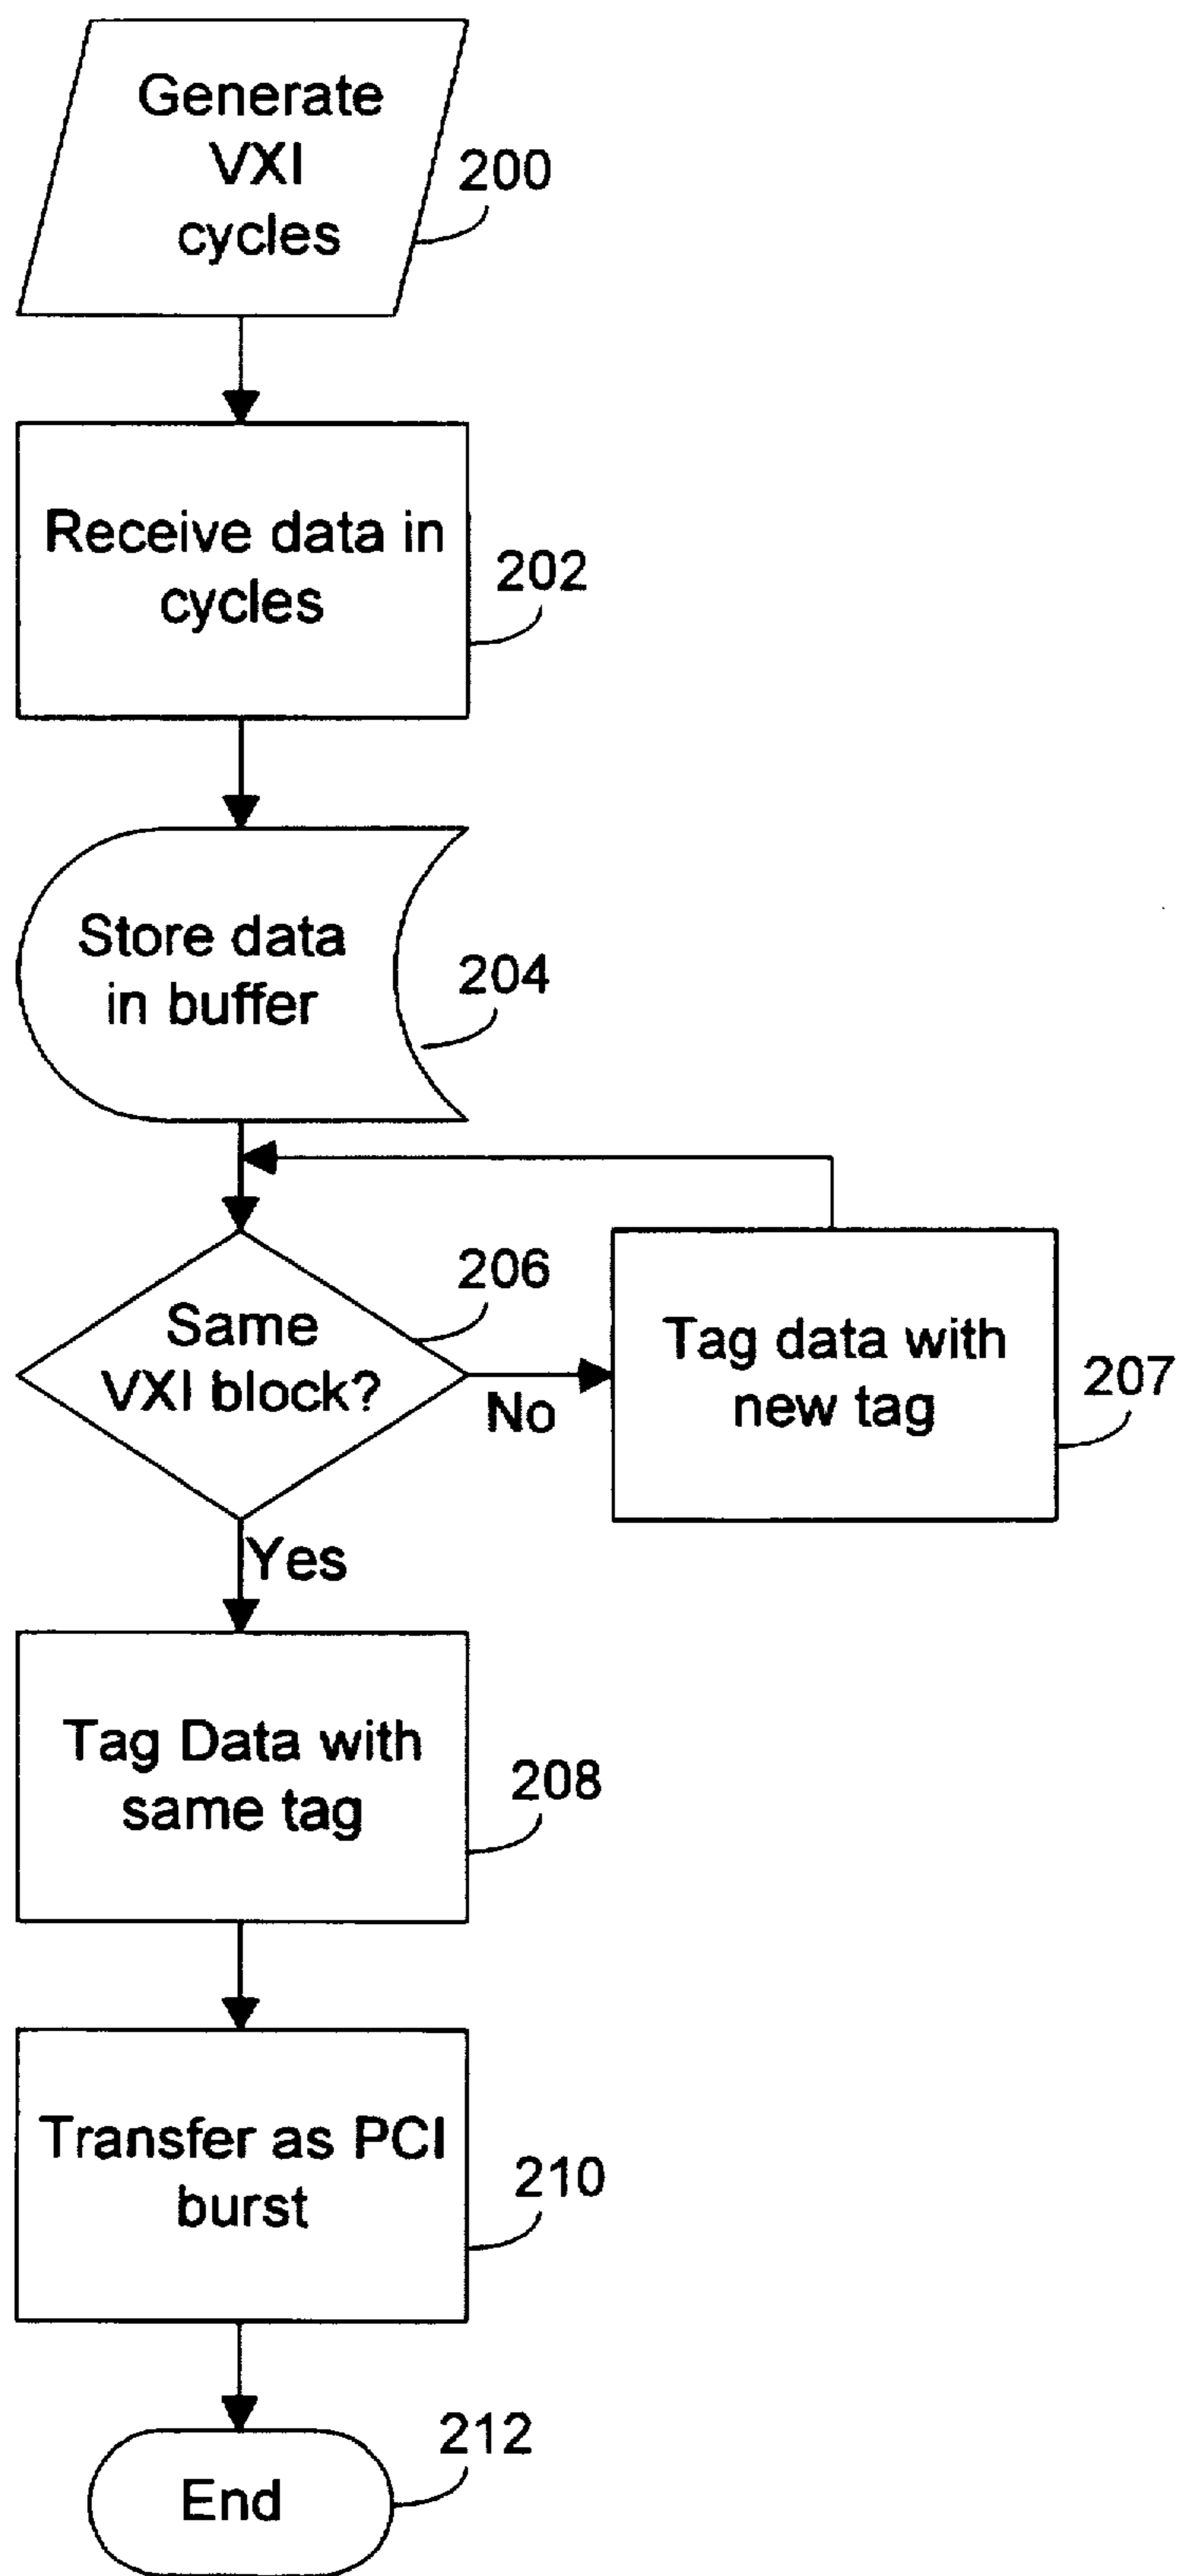 Generate
VXI
cycles
200
Receive data in
cycles
202
Store data
in buffer
204
Same
VXI block?
206
No
Tag data with
new tag
207
Yes
Tag Data with
same tag
208
Transfer as PCI
burst
210
End
212